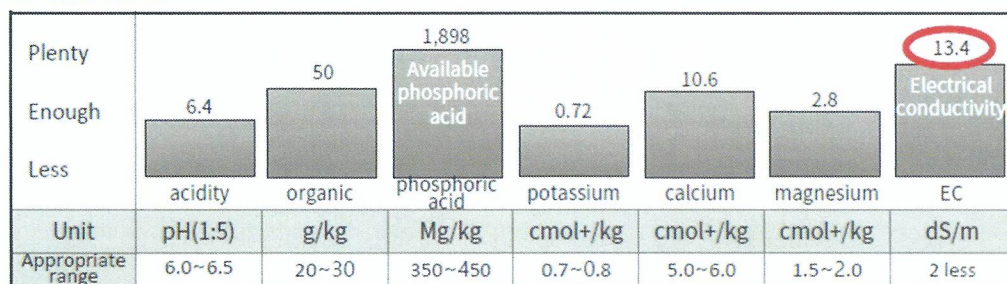 Plenty
Enough
Less
6.4
50
1,898
0.72
10.6
2.8
13.4
Available
phosphoric
acid
Electrical
conductivity
acidity
organic
phosphoric
acid
potassium
calcium
magnesium
EC
Unit pH(1:5) g/kg Mg/kg cmol+/kg cmol+/kg cmol+/kg dS/m
Appropriate
range
6.0~6.5 20~30 350~450 0.7~0.8 5.0~6.0 1.5~2.0 2 less